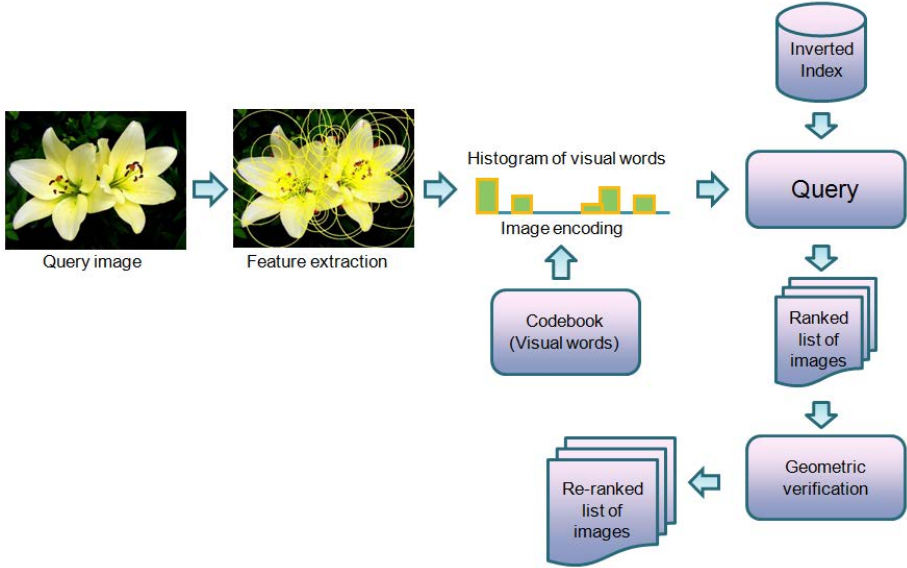 Inverted
Index
Histogram of visual words
Query
Image encoding
Query image
Feature extraction
Codebook
(Visual words)
Ranked
list of
images
Geometric
verification
Re-ranked
list of
images